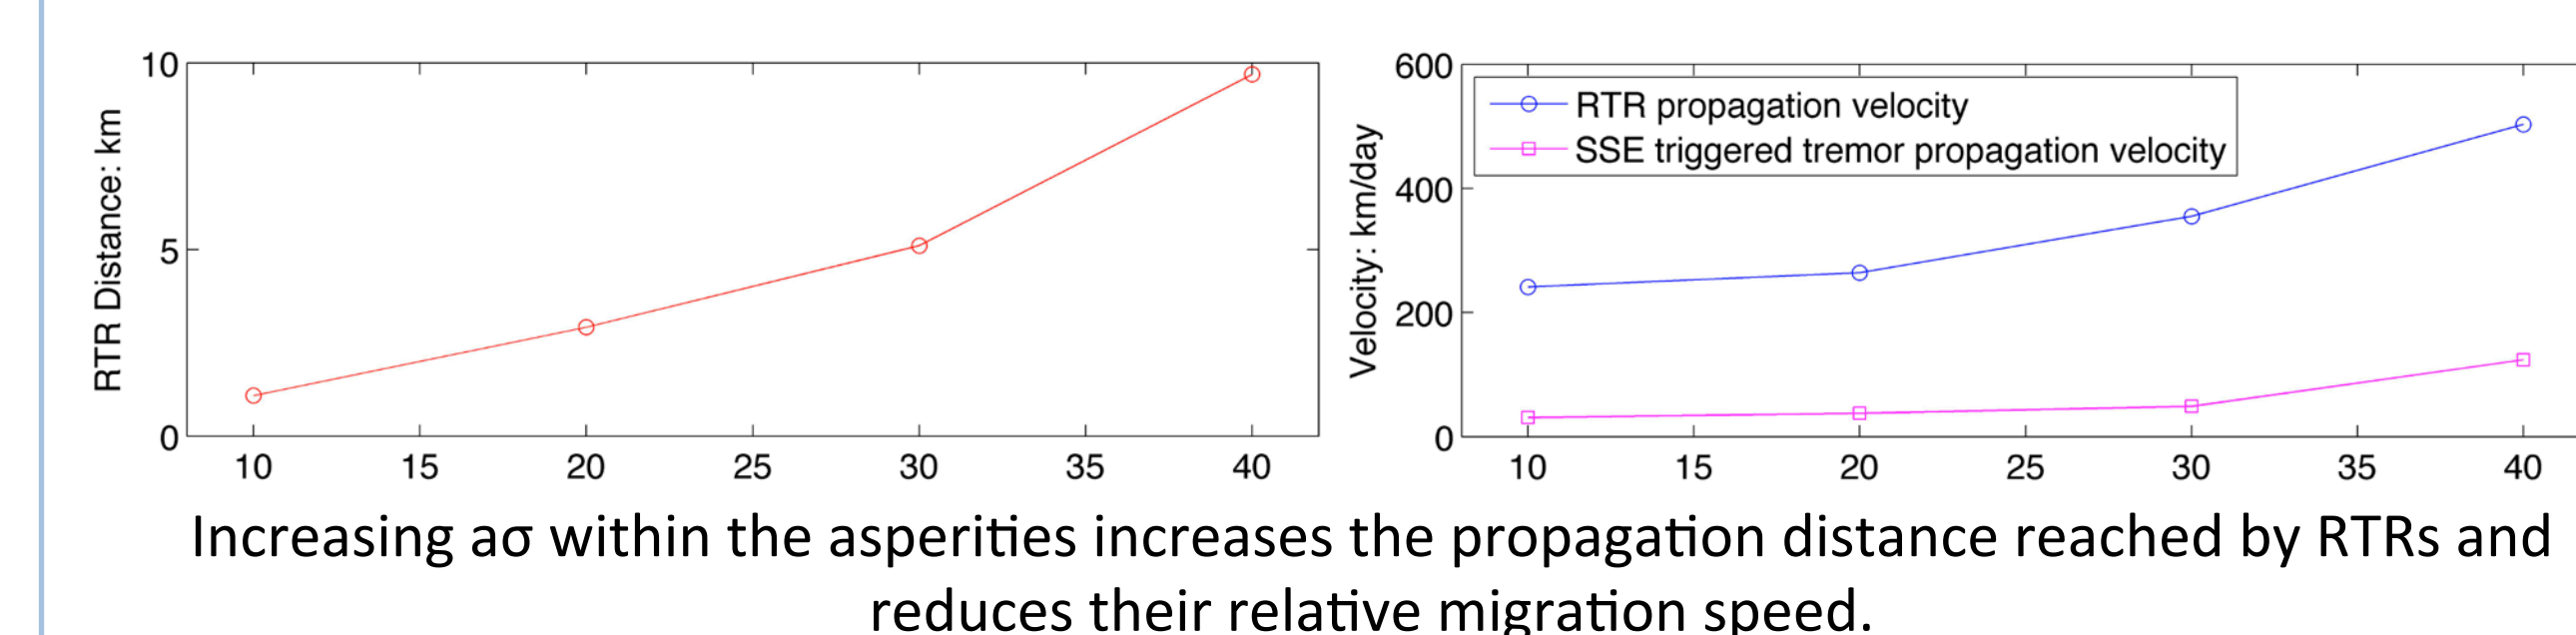 10
5
0
RTR Distance: km
10 15 20 25 30 35 40
600
400
200
0
Velocity: km/day
RTR propagation velocity
SSE triggered tremor propagation velocity
10 15 20 25 30 35 40
Increasing aσ within the asperities increases the propagation distance reached by RTRs and
reduces their relative migration speed.